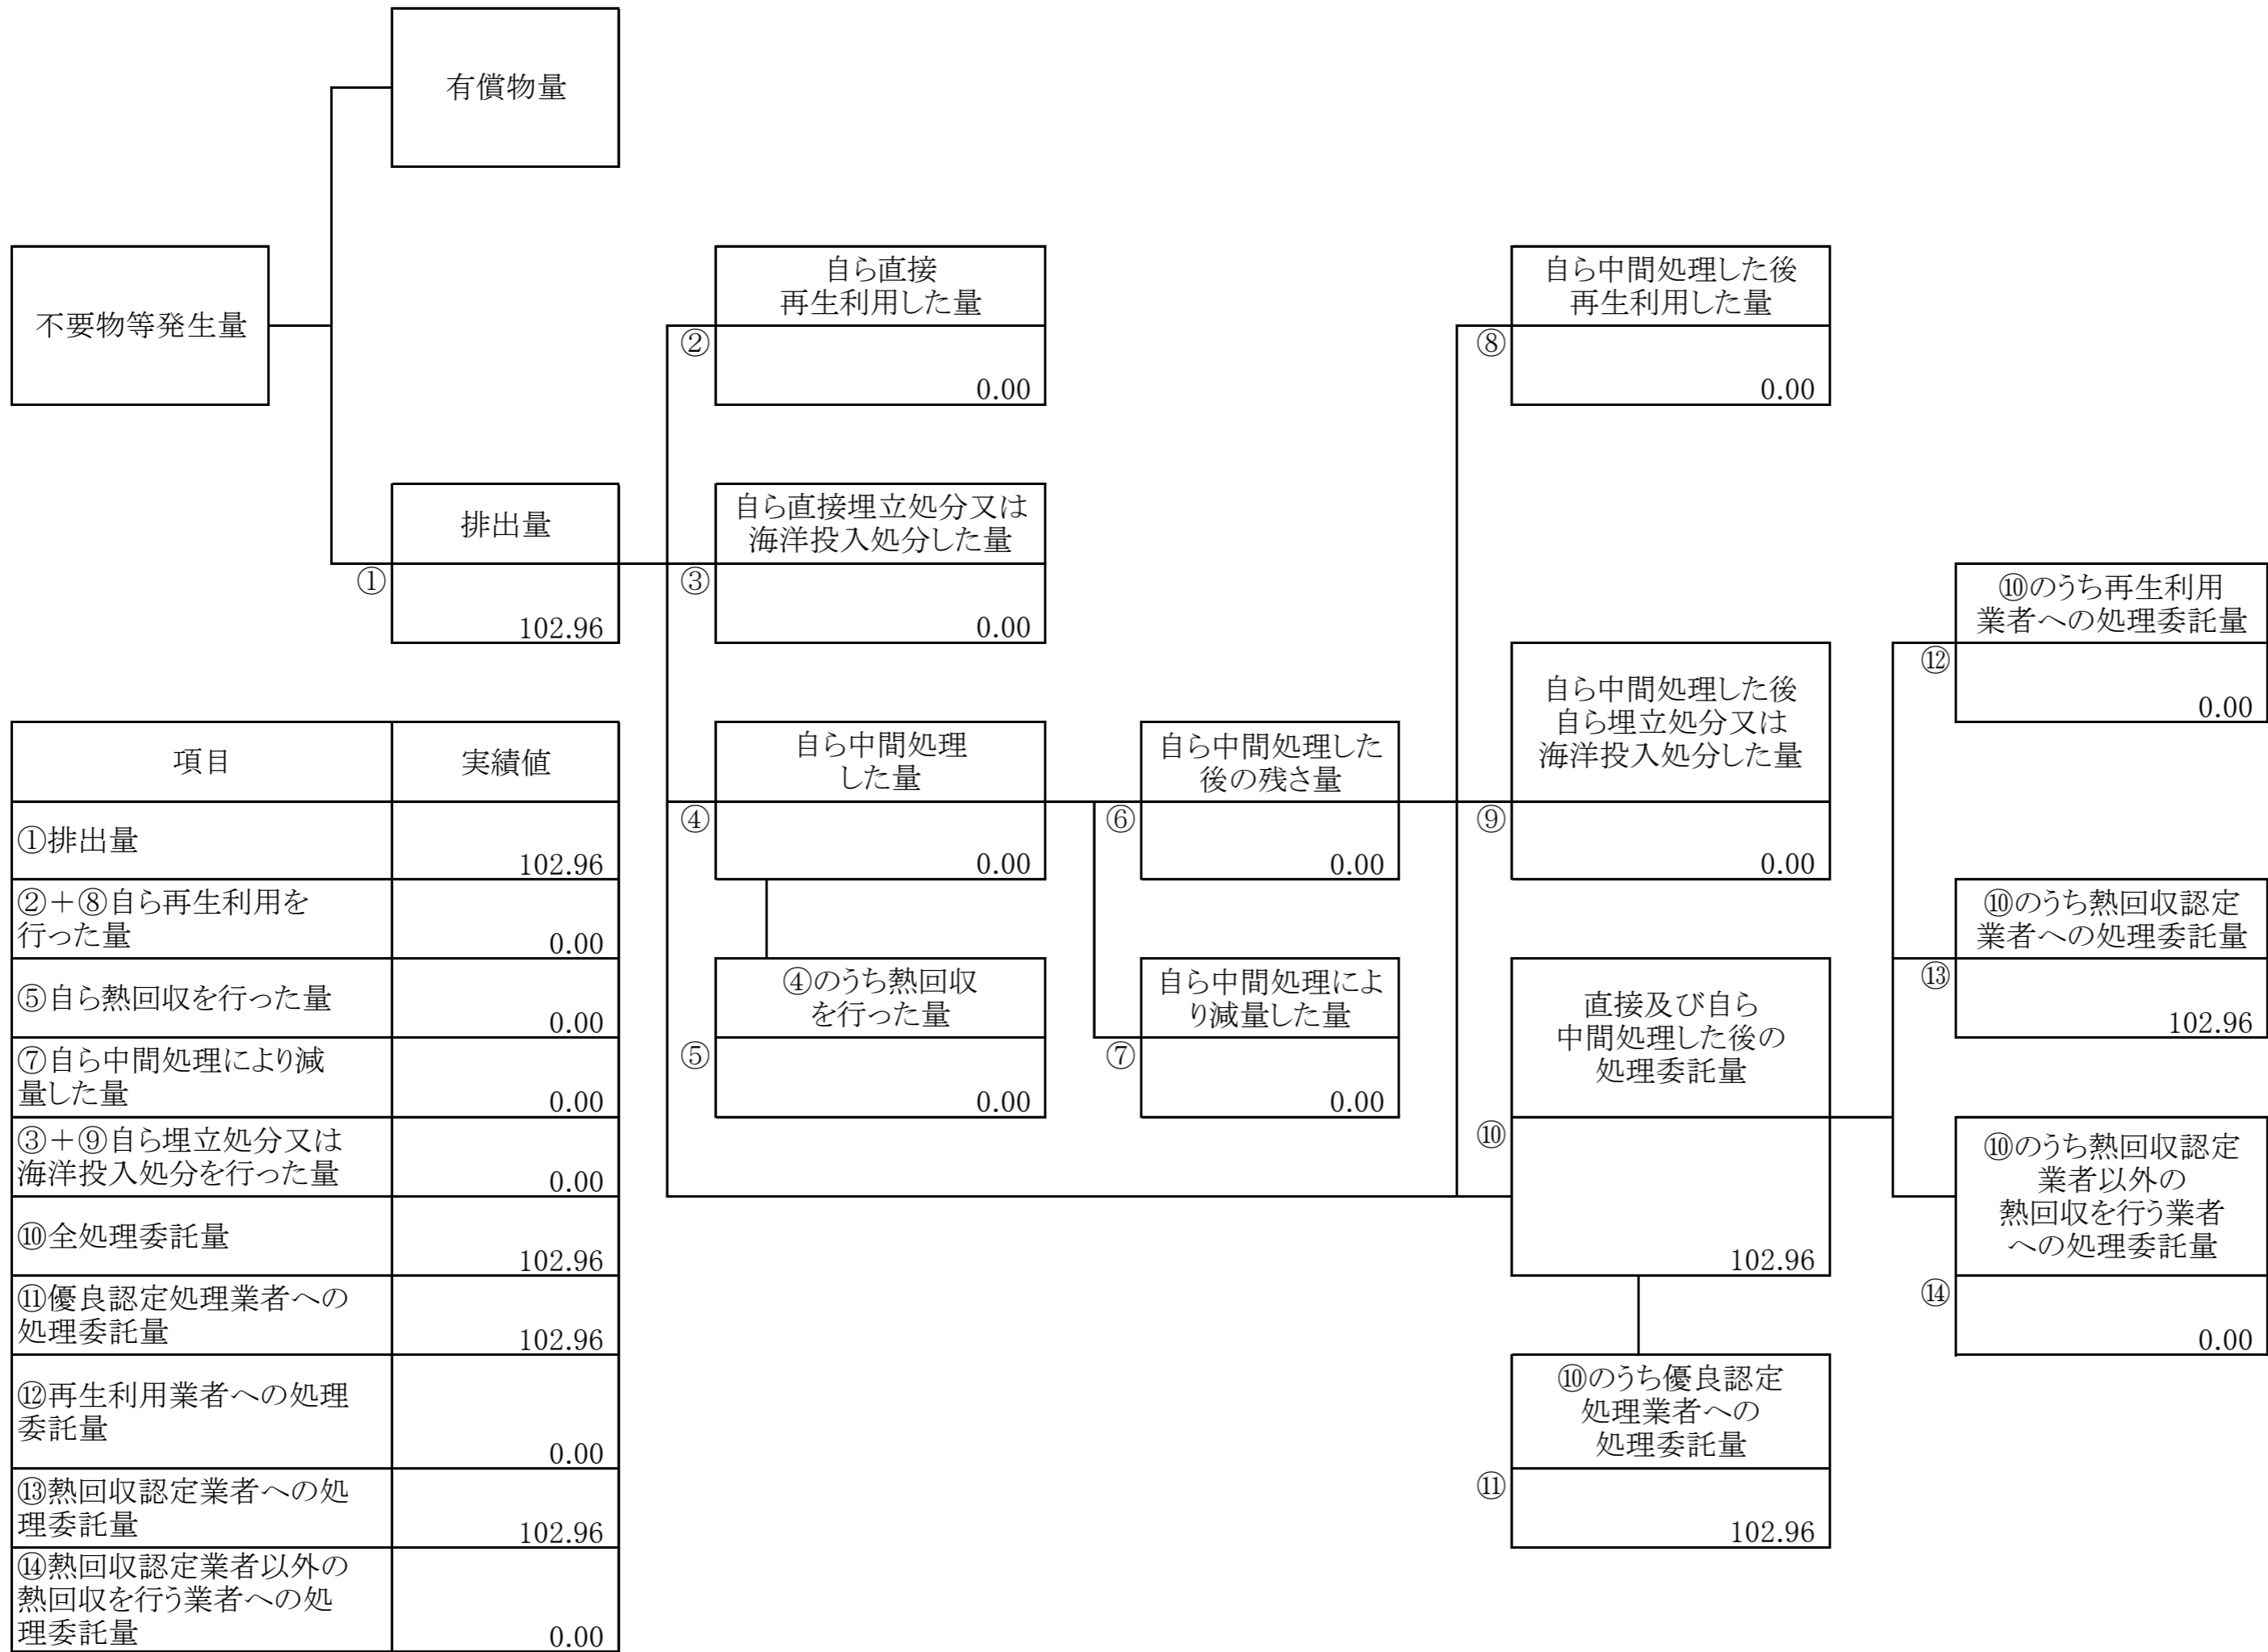 有償物量
不要物等発生量
自ら直接
再生利用した量
②
0.00
自ら中間処理した後
再生利用した量
⑧
0.00
排出量
①
102.96
自ら直接埋立処分又は
海洋投入処分した量
③
0.00
⑩のうち再生利用
業者への処理委託量
⑫
0.00
自ら中間処理
した量
④
0.00
自ら中間処理した
後の残さ量
⑥
0.00
自ら中間処理した後
自ら埋立処分又は
海洋投入処分した量
⑨
0.00
⑩のうち熱回収認定
業者への処理委託量
⑬
102.96
④のうち熱回収
を行った量
⑤
0.00
自ら中間処理によ
り減量した量
⑦
0.00
直接及び自ら
中間処理した後の
処理委託量
⑩
102.96
⑩のうち熱回収認定
業者以外の
熱回収を行う業者
への処理委託量
⑭
0.00
⑩のうち優良認定
処理業者への
処理委託量
⑪
102.96
項目 実績値
①排出量
102.96
②＋⑧自ら再生利用を
行った量
0.00
⑤自ら熱回収を行った量
0.00
⑦自ら中間処理により減
量した量
0.00
③＋⑨自ら埋立処分又は
海洋投入処分を行った量
0.00
⑩全処理委託量
102.96
⑪優良認定処理業者への
処理委託量
102.96
⑫再生利用業者への処理
委託量
0.00
⑬熱回収認定業者への処
理委託量
102.96
⑭熱回収認定業者以外の
熱回収を行う業者への処
理委託量
0.00